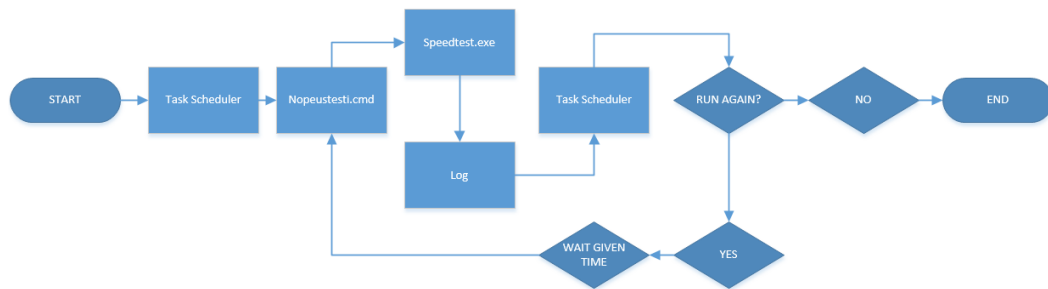 START
Task Scheduler
Nopeustesti.cmd
Speedtest.exe
Log
Task Scheduler
RUN AGAIN?
NO
END
YES
WAIT GIVEN
TIME